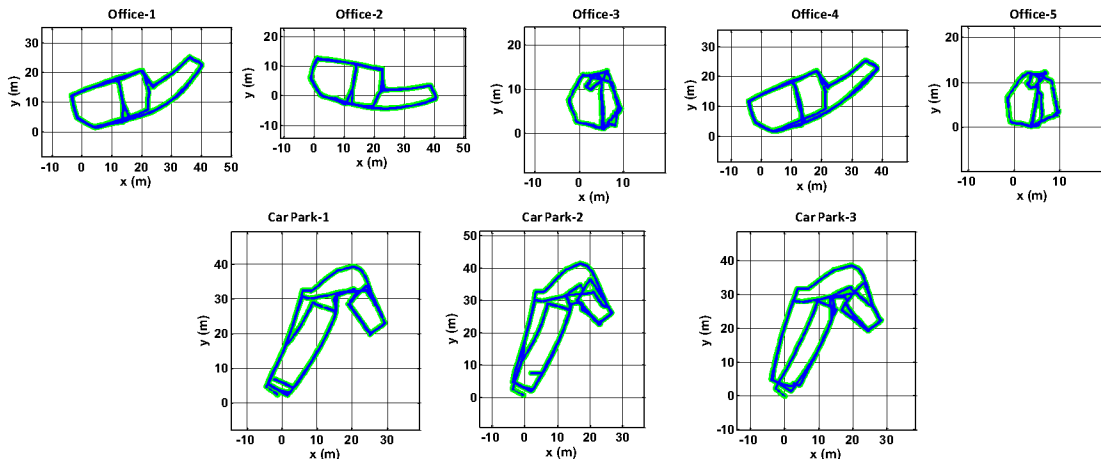 Office-1
Office-2
Office-3
Office-4
Office-5
30
20
10
0
y (m)
-10 0 10 20 30 40 50
x (m)
20
10
0
-10
y (m)
-10 0 10 20 30 40 50
x (m)
20
10
0
y (m)
0 10
x (m)
30
20
10
0
y (m)
-10 0 10 20 30 40
x (m)
20
10
0
y (m)
-10 0 10
x (m)
Car Park-1
Car Park-2
Car Park-3
40
30
20
10
0
y (m)
-10 0 10 20 30
x (m)
50
40
30
20
10
0
y (m)
-10 0 10 20 30
x (m)
40
30
20
10
0
-10
y (m)
-10 0 10 20 30
x (m)